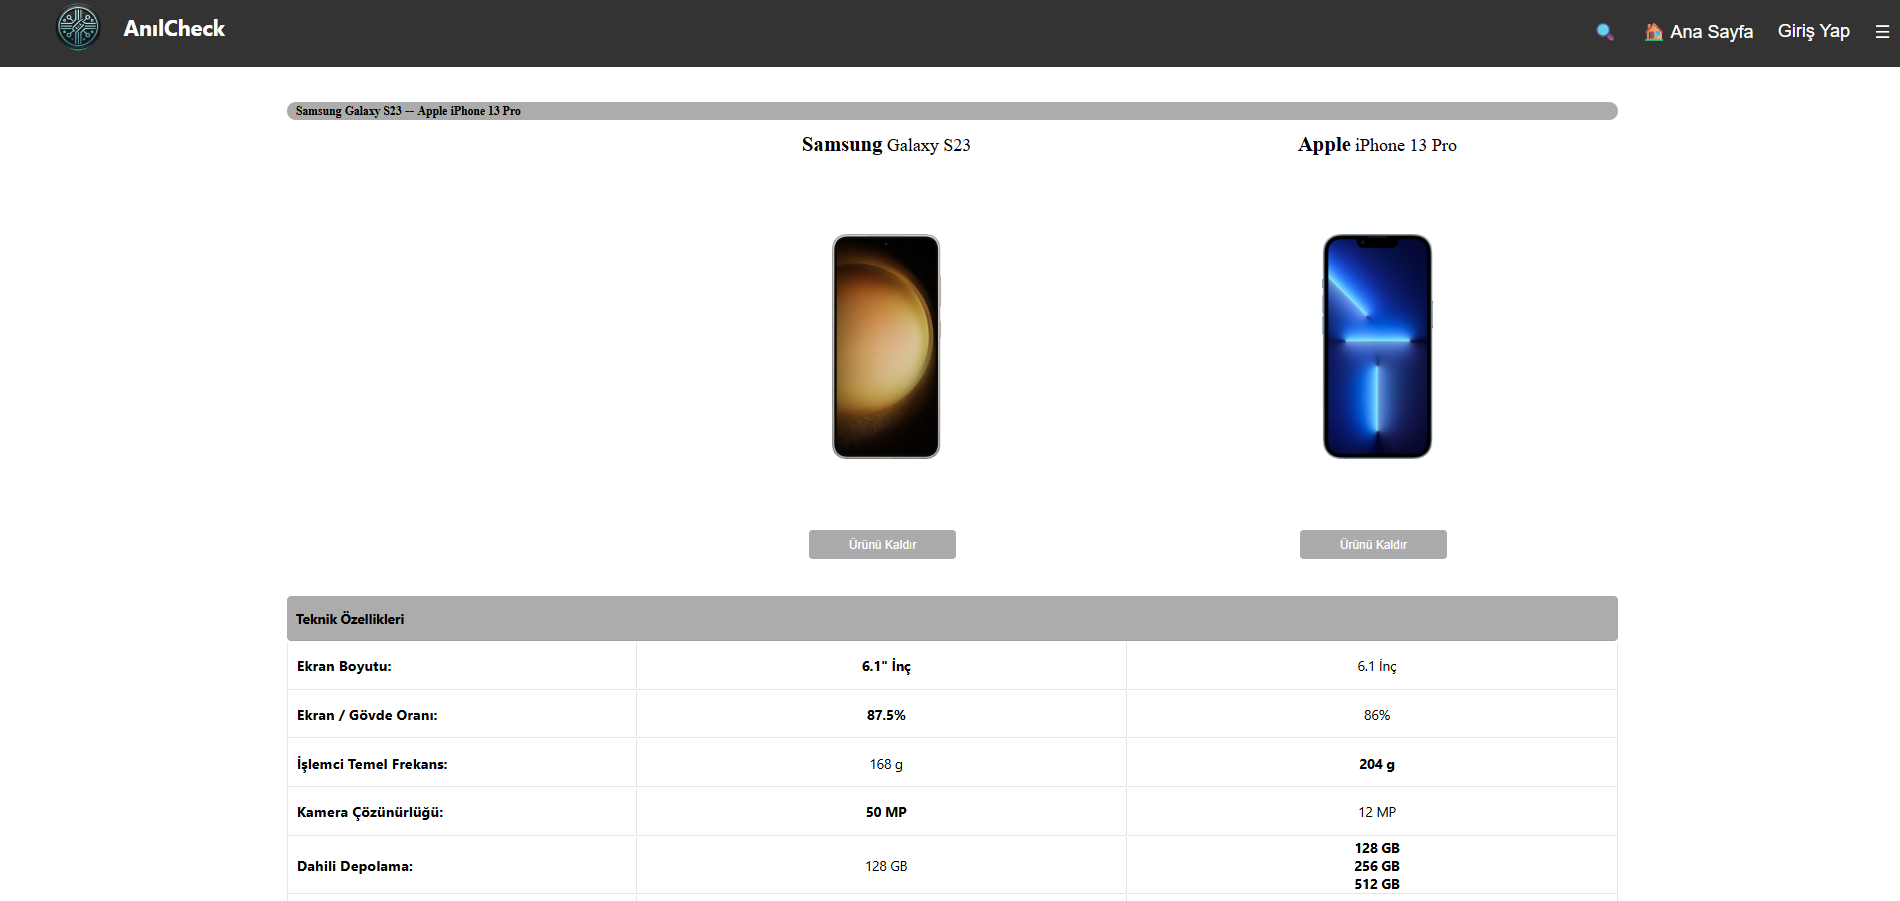 AnılCheck
Ana Sayfa
Giriş Yap
Samsung Galaxy S23 -- Apple iPhone 13 Pro
Samsung Galaxy S23
Apple iPhone 13 Pro
Ürünü Kaldır
Ürünü Kaldır
Teknik Özellikleri
Ekran Boyutu:
6.1" İnç
6.1 İnç
Ekran / Gövde Oranı:
87.5%
86%
İşlemci Temel Frekans:
168 g
204 g
Kamera Çözünürlüğü:
50 MP
12 MP
Dahili Depolama:
128 GB
128 GB
256 GB
512 GB